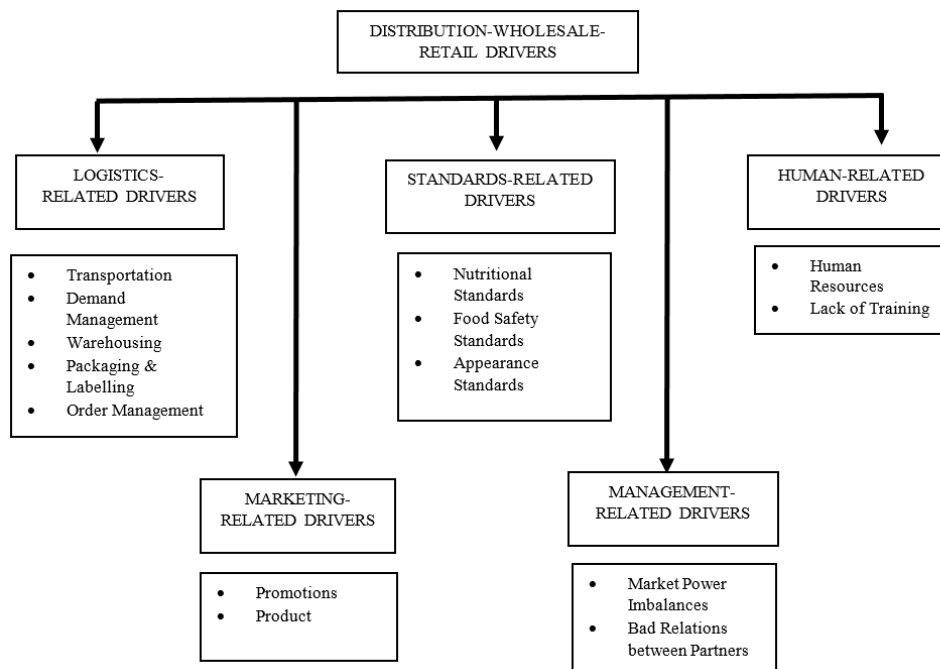 DISTRIBUTION-WHOLESALE-
RETAIL DRIVERS
LOGISTICS-
RELATED DRIVERS
STANDARDS-RELATED
DRIVERS
HUMAN-RELATED
DRIVERS
• Transportation
• Demand
Management
• Warehousing
• Packaging &
Labelling
• Order Management
• Nutritional
Standards
• Food Safety
Standards
• Appearance
Standards
• Human
Resources
• Lack of Training
MARKETING-
RELATED DRIVERS
MANAGEMENT-
RELATED DRIVERS
• Promotions
• Product
• Market Power
Imbalances
• Bad Relations
between Partners